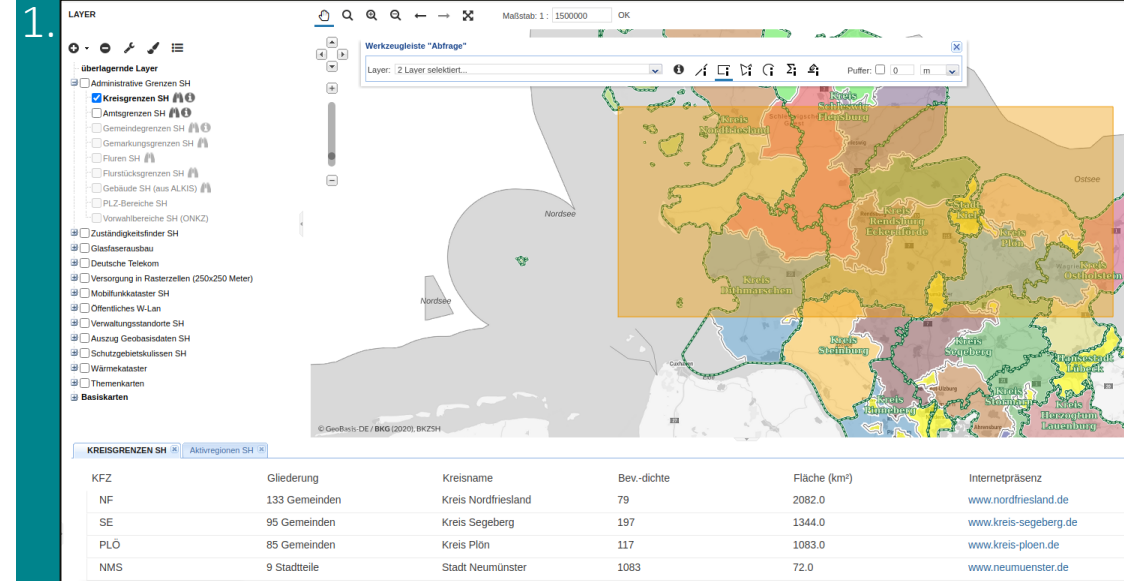 1.
LAYER
Maßstab: 1 : 1500000 OK
Werkzeugleiste "Abfrage"
Layer: 2 Layer selektiert...
Puffer: 0 m
überlagernde Layer
Administrative Grenzen SH
Kreisgrenzen SH
Amtsgrenzen SH
Gemeindegrenzen SH
Gemarkungsgrenzen SH
Fluren SH
Flurstücksgrenzen SH
Gebäude SH (aus ALKIS)
PLZ-Bereiche SH
Vorwahlbereiche SH (ONKZ)
Zuständigkeitsfinder SH
Glasfaserausbau
Deutsche Telekom
Versorgung in Rasterzellen (250x250 Meter)
Mobilfunkkataster SH
Öffentliches W-Lan
Verwaltungsstandorte SH
Auszug Geobasisdaten SH
Schutzgebietskulissen SH
Wärmekataster
Themenkarten
Basiskarten
Kreis
Schleswig
Flensburg
Kreis
Nordfriesland
Ostsee
Nordsee
Kreis
Rendsburg
Eckernförde
Stadt
Kiel
Kreis
Plön
Kreis
Ostholstein
Kreis
Dithmarschen
Nordsee
Kreis
Steinburg
Kreis
Segeberg
Hansestadt
Lübeck
Kreis
Stormarn
Kreis
Pinneberg
Kreis
Herzogtum
Lauenburg
© GeoBasis-DE / BKG (2020), BKZSH
KREISGRENZEN SH Aktivregionen SH
KFZ Gliederung Kreisname Bev.-dichte Fläche (km²) Internetpräsenz
NF 133 Gemeinden Kreis Nordfriesland 79 2082.0 www.nordfriesland.de
SE 95 Gemeinden Kreis Segeberg 197 1344.0 www.kreis-segeberg.de
PLÖ 85 Gemeinden Kreis Plön 117 1083.0 www.kreis-ploen.de
NMS 9 Stadtteile Stadt Neumünster 1083 72.0 www.neumuenster.de